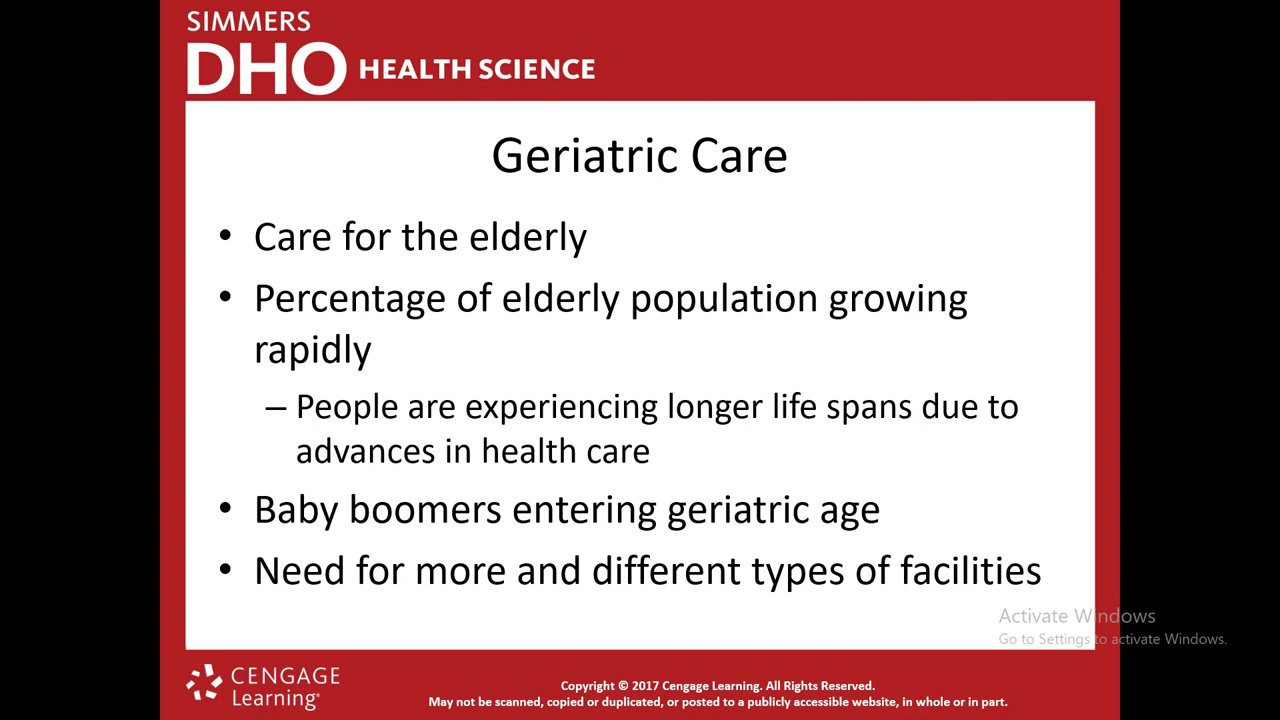 SIMMERS
DHO HEALTH SCIENCE
Geriatric Care
• Care for the elderly
• Percentage of elderly population growing
rapidly
– People are experiencing longer life spans due to
advances in health care
• Baby boomers entering geriatric age
• Need for more and different types of facilities
Activate Windows
Go to Settings to activate Windows.
CENGAGE
Learning®
Copyright © 2017 Cengage Learning. All Rights Reserved.
May not be scanned, copied or duplicated, or posted to a publicly accessible website, in whole or in part.